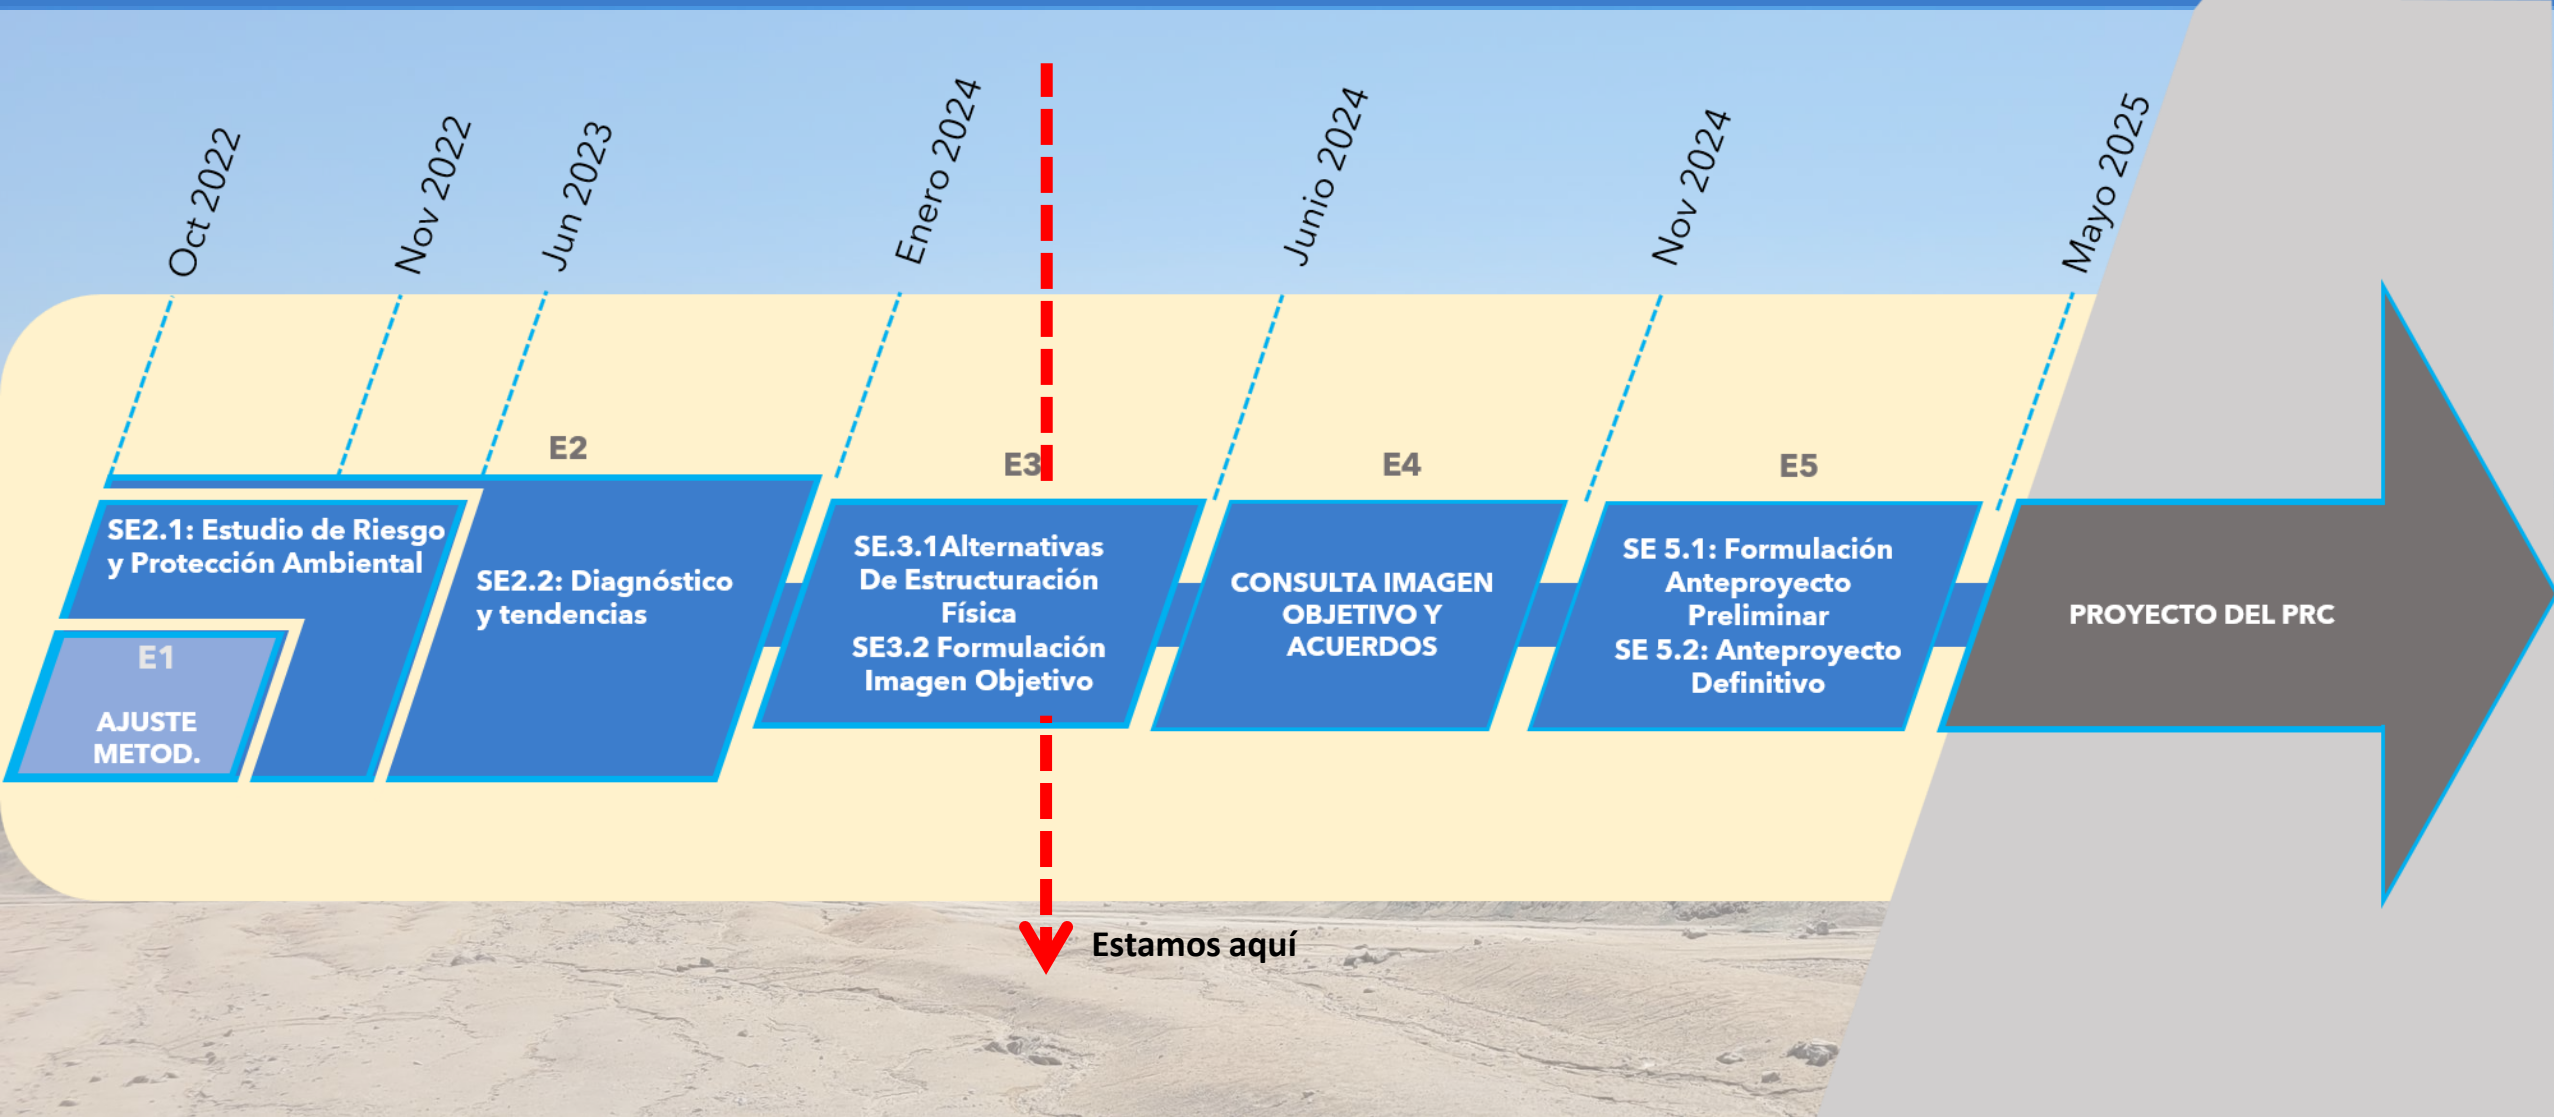 Oct 2022
Nov 2022
Jun 2023
Enero 2024
Junio 2024
Nov 2024
Mayo 2025
E2
E3
E4
E5
SE2.1: Estudio de Riesgo
y Protección Ambiental
E1
AJUSTE
METOD.
SE2.2: Diagnóstico
y tendencias
SE.3.1Alternativas
De Estructuración
Física
SE3.2 Formulación
Imagen Objetivo
CONSULTA IMAGEN
OBJETIVO Y
ACUERDOS
SE 5.1: Formulación
Anteproyecto
Preliminar
SE 5.2: Anteproyecto
Definitivo
PROYECTO DEL PRC
Estamos aquí